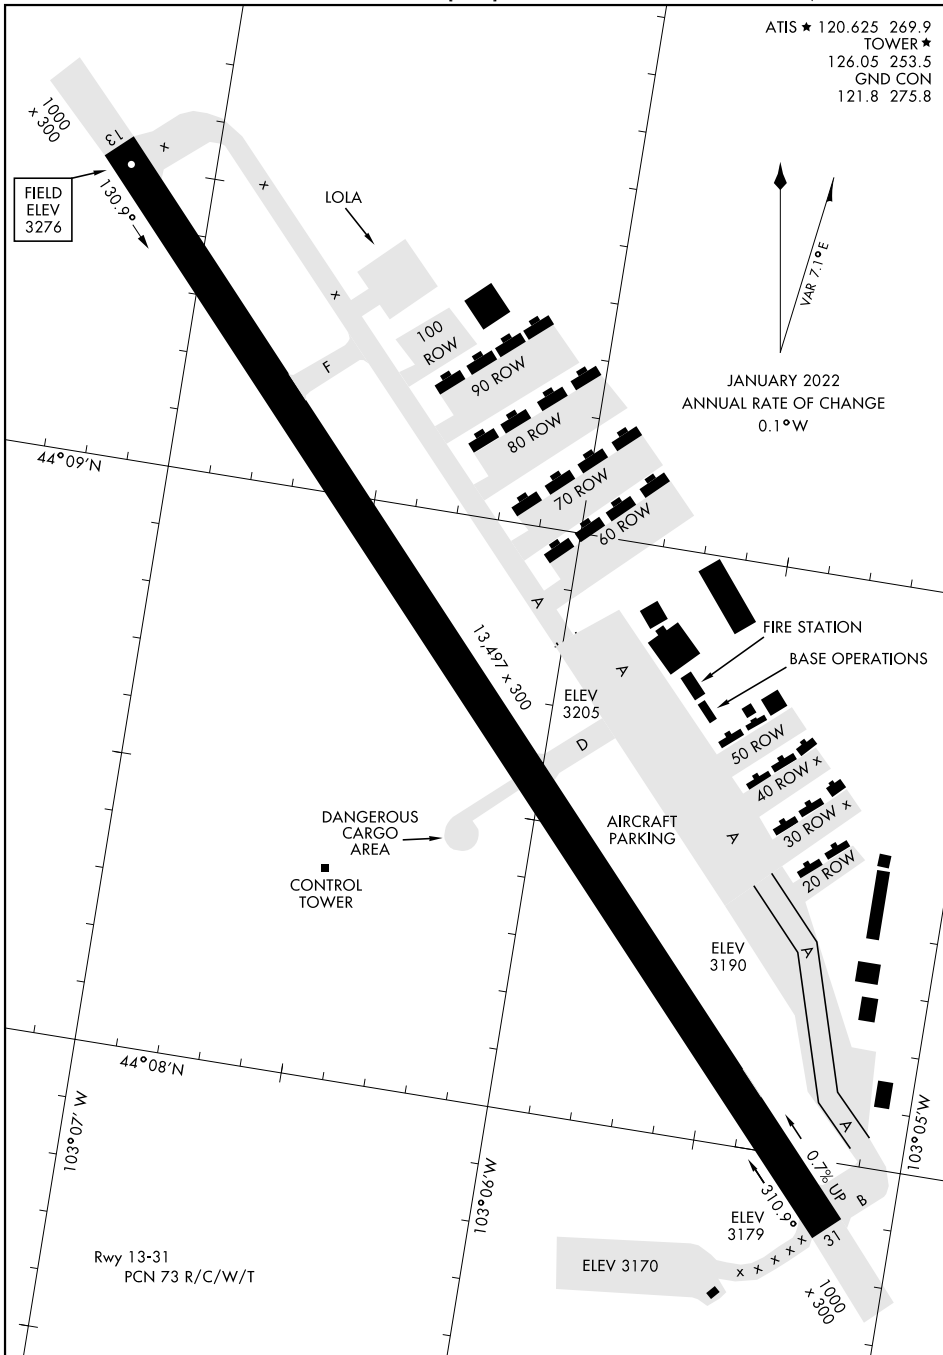 ATIS ★ 120.625 269.9
TOWER ★
126.05 253.5
GND CON
121.8 275.8
1000
x 300
13
x
FIELD
ELEV
3276
130.9°
x
LOLA
VAR 7.1°E
x
100
ROW
F
90 ROW
JANUARY 2022
ANNUAL RATE OF CHANGE
0.1°W
80 ROW
44°09'N
70 ROW
60 ROW
A
13,497 x 300
FIRE STATION
BASE OPERATIONS
A
ELEV
3205
D
50 ROW
40 ROW x
DANGEROUS
CARGO
AREA
AIRCRAFT
PARKING
A
30 ROW x
20 ROW
CONTROL
TOWER
ELEV
3190
A
44°08'N
103°07' W
103°06'W
103°05'W
A
0.7% UP
310.9°
B
ELEV
3179
31
Rwy 13-31
PCN 73 R/C/W/T
ELEV 3170
x x x x x
1000
x 300